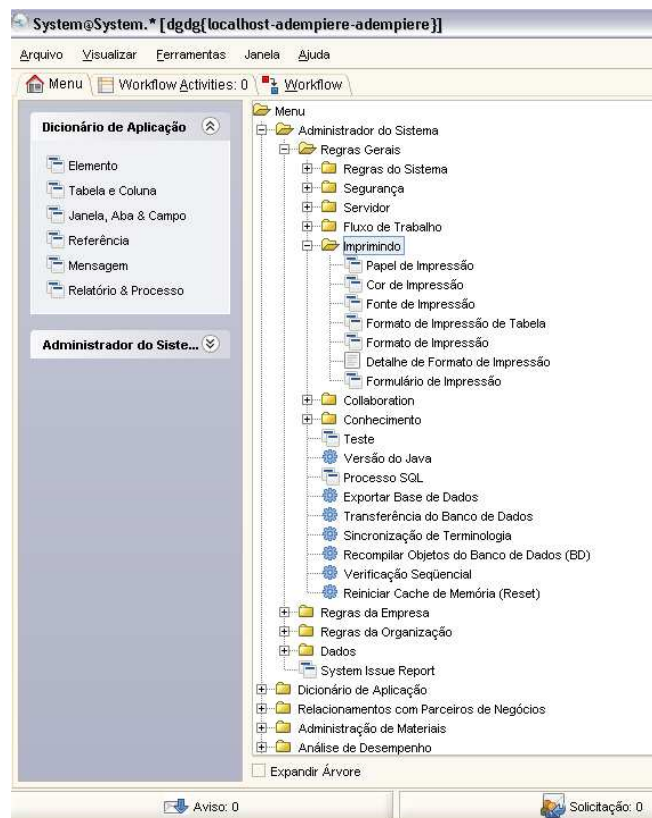 System@System.* [dgdg{localhost-adempiere-adempiere}]
Arquivo Visualizar Ferramentas Janela Ajuda
Menu Workflow Activities: 0 Workflow
Dicionário de Aplicação
Elemento
Tabela e Coluna
Janela, Aba & Campo
Referência
Mensagem
Relatório & Processo
Administrador do Siste...
Menu
Administrador do Sistema
Regras Gerais
Regras do Sistema
Segurança
Servidor
Fluxo de Trabalho
Imprimindo
Papel de Impressão
Cor de Impressão
Fonte de Impressão
Formato de Impressão de Tabela
Formato de Impressão
Detalhe de Formato de Impressão
Formulário de Impressão
Collaboration
Conhecimento
Teste
Versão do Java
Processo SQL
Exportar Base de Dados
Transferência do Banco de Dados
Sincronização de Terminologia
Recompilar Objetos do Banco de Dados (BD)
Verificação Seqüencial
Reiniciar Cache de Memória (Reset)
Regras da Empresa
Regras da Organização
Dados
System Issue Report
Dicionário de Aplicação
Relacionamentos com Parceiros de Negócios
Administração de Materiais
Análise de Desempenho
Expandir Árvore
Aviso: 0 Solicitação: 0